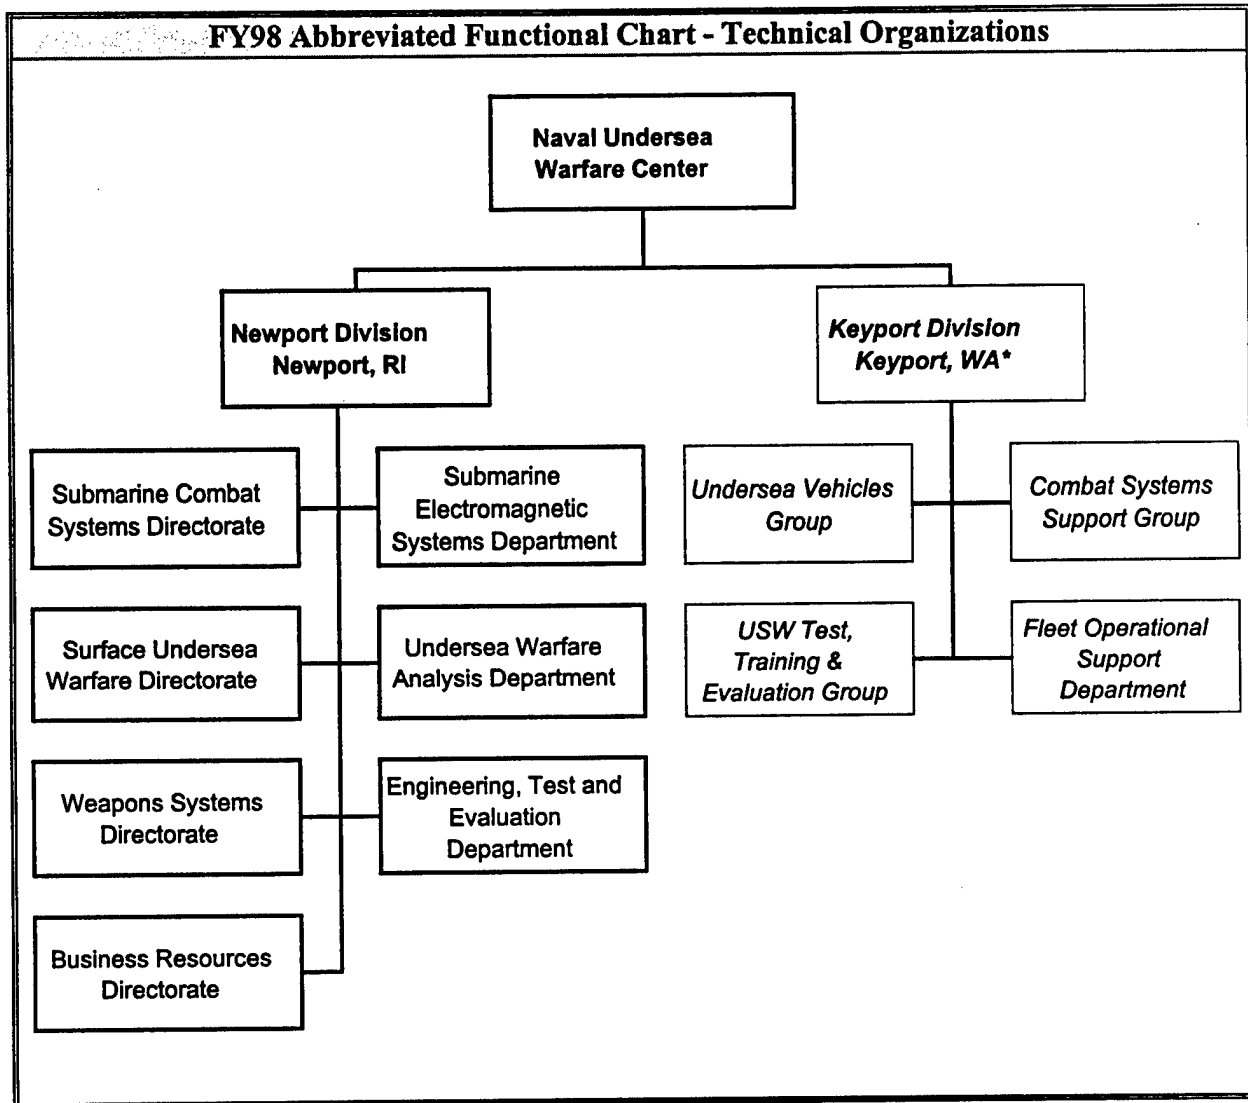 FY98 Abbreviated Functional Chart - Technical Organizations
Naval Undersea
Warfare Center
Newport Division
Newport, RI
Keyport Division
Keyport, WA*
Submarine Combat
Systems Directorate
Submarine
Electromagnetic
Systems Department
Undersea Vehicles
Group
Combat Systems
Support Group
Surface Undersea
Warfare Directorate
Undersea Warfare
Analysis Department
USW Test,
Training &
Evaluation Group
Fleet Operational
Support
Department
Weapons Systems
Directorate
Engineering, Test and
Evaluation
Department
Business Resources
Directorate